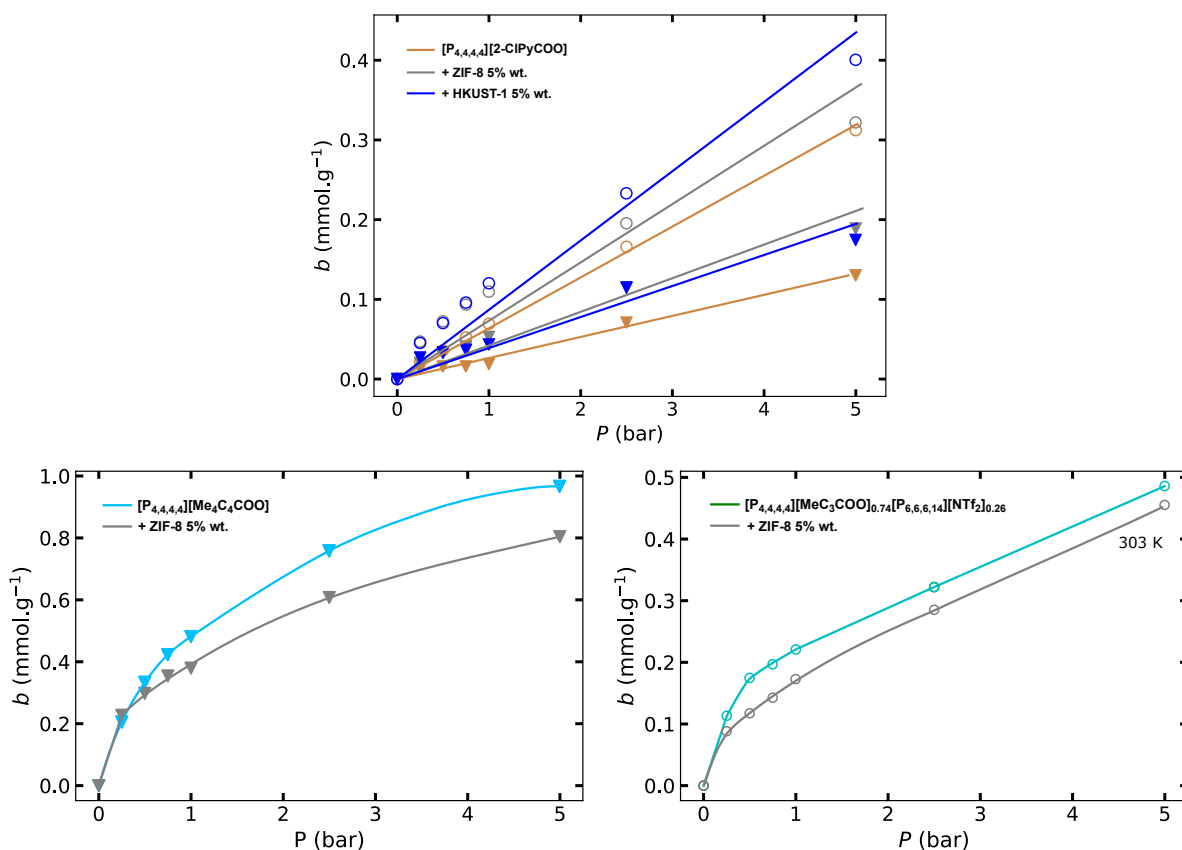 [P4,4,4,4][2-ClPyCOO]
+ ZIF-8 5% wt.
+ HKUST-1 5% wt.
b (mmol.g−1)
0.4
0.3
0.2
0.1
0.0
0 1 2 3 4 5
P (bar)
[P4,4,4,4][Me4C4COO]
+ ZIF-8 5% wt.
b (mmol.g−1)
1.0
0.8
0.6
0.4
0.2
0.0
0 1 2 3 4 5
P (bar)
[P4,4,4,4][MeC3COO]0.74[P6,6,6,14][NTf2]0.26
+ ZIF-8 5% wt.
303 K
b (mmol.g−1)
0.5
0.4
0.3
0.2
0.1
0.0
0 1 2 3 4 5
P (bar)